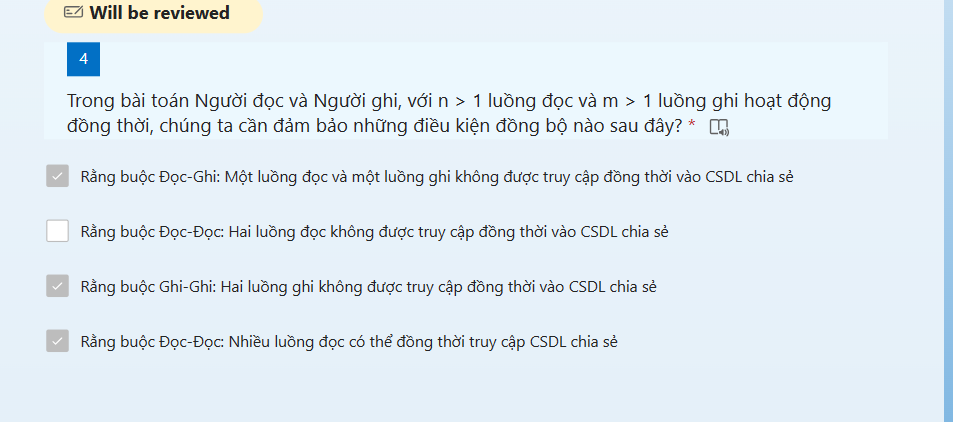 Will be reviewed
4
Trong bài toán Người đọc và Người ghi, với n > 1 luồng đọc và m > 1 luồng ghi hoạt động
đồng thời, chúng ta cần đảm bảo những điều kiện đồng bộ nào sau đây? *
Rằng buộc Đọc-Ghi: Một luồng đọc và một luồng ghi không được truy cập đồng thời vào CSDL chia sẻ
Rằng buộc Đọc-Đọc: Hai luồng đọc không được truy cập đồng thời vào CSDL chia sẻ
Rằng buộc Ghi-Ghi: Hai luồng ghi không được truy cập đồng thời vào CSDL chia sẻ
Rằng buộc Đọc-Đọc: Nhiều luồng đọc có thể đồng thời truy cập CSDL chia sẻ